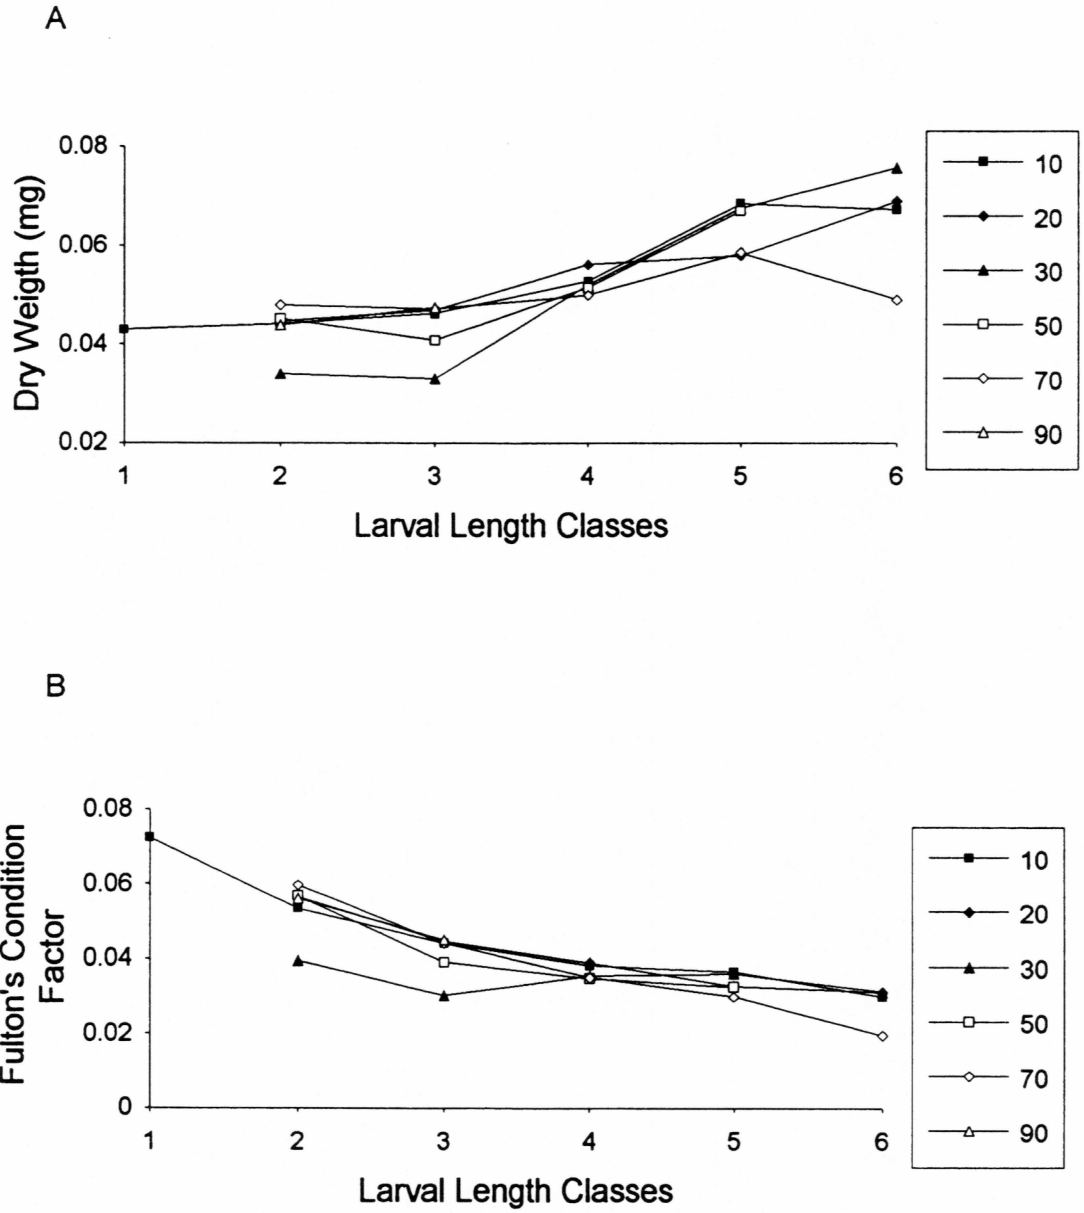 A
0.08
0.06
0.04
0.02
Dry Weigth (mg)
1 2 3 4 5 6
Larval Length Classes
10
20
30
50
70
90
B
0.08
0.06
0.04
0.02
0
Fulton's Condition
Factor
1 2 3 4 5 6
Larval Length Classes
10
20
30
50
70
90